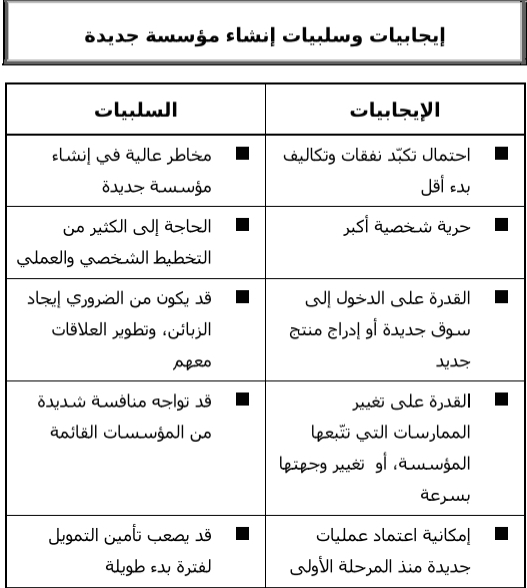 إيجابيات وسلبيات إنشاء مؤسسة جديدة
الإيجابيات
السلبيات
احتمال تكبّد نفقات وتكاليف
بدء أقل
مخاطر عالية في إنشاء
مؤسسة جديدة
حرية شخصية أكبر
الحاجة إلى الكثير من
التخطيط الشخصي والعملي
القدرة على الدخول إلى
سوق جديدة أو إدراج منتج
جديد
قد يكون من الضروري إيجاد
الزبائن، وتطوير العلاقات
معهم
القدرة على تغيير
الممارسات التي تتّبعها
المؤسسة، أو تغيير وجهتها
بسرعة
قد تواجه منافسة شديدة
من المؤسسات القائمة
إمكانية اعتماد عمليات
جديدة منذ المرحلة الأولى
قد يصعب تأمين التمويل
لفترة بدء طويلة